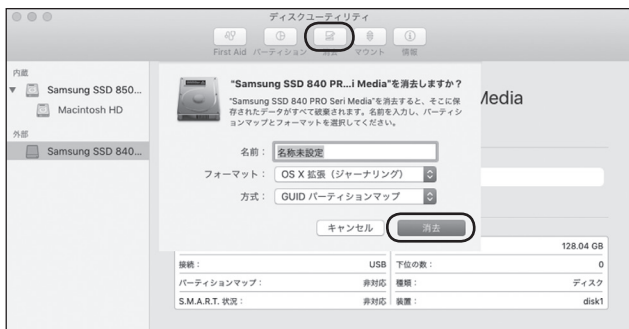 ディスクユーティリティ
First Aid パーティション 消去 マウント 情報
内蔵
Samsung SSD 850...
Macintosh HD
外部
Samsung SSD 840...
"Samsung SSD 840 PR...i Media"を消去しますか？
"Samsung SSD 840 PRO Seri Media"を消去すると、そこに保
存されたデータがすべて破棄されます。名前を入力し、パーティシ
ョンマップとフォーマットを選択してください。
Media
名前： 名称未設定
フォーマット： OS X 拡張（ジャーナリング）
方式： GUID パーティションマップ
キャンセル 消去
128.04 GB
接続： USB 下位の数： 0
パーティションマップ： 非対応 種類： ディスク
S.M.A.R.T. 状況： 非対応 装置： disk1